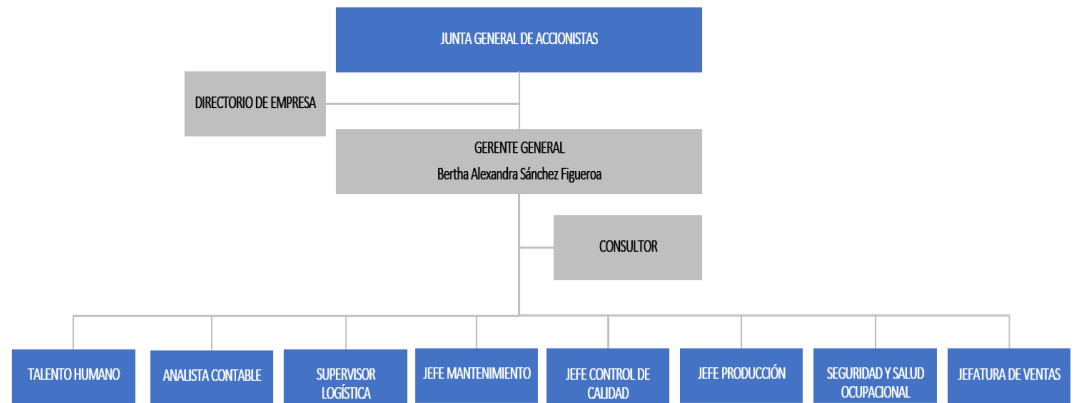 JUNTA GENERAL DE ACCIONISTAS
DIRECTORIO DE EMPRESA
GERENTE GENERAL
Bertha Alexandra Sánchez Figueroa
CONSULTOR
TALENTO HUMANO
ANALISTA CONTABLE
SUPERVISOR
LOGÍSTICA
JEFE MANTENIMIENTO
JEFE CONTROL DE
CALIDAD
JEFE PRODUCCIÓN
SEGURIDAD Y SALUD
OCUPACIONAL
JEFATURA DE VENTAS